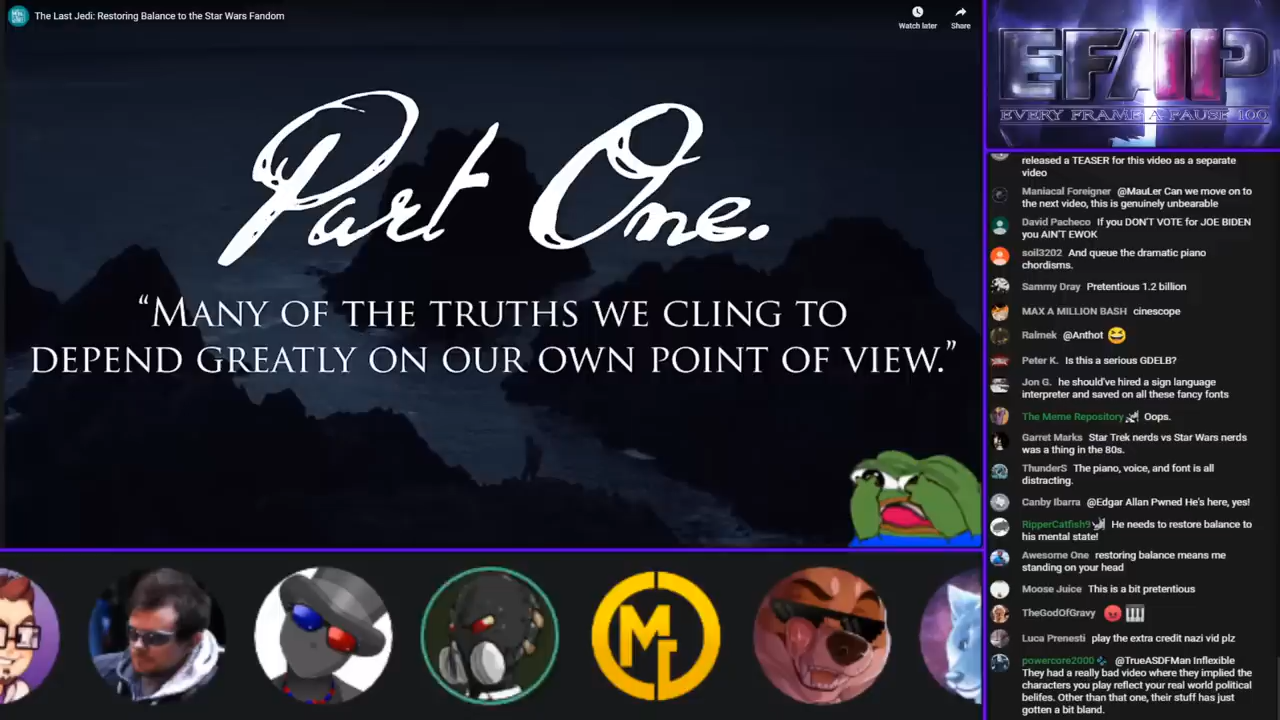 The Last Jedi: Restoring Balance to the Star Wars Fandom
Watch later
Share
Part One.
“MANY OF THE TRUTHS WE CLING TO
DEPEND GREATLY ON OUR OWN POINT OF VIEW.”
EFAP
EVERY FRAME A PAUSE 100
released a TEASER for this video as a separate
video
Maniacal Foreigner @MauLer Can we move on to
the next video, this is genuinely unbearable
David Pacheco If you DON'T VOTE for JOE BIDEN
you AIN'T EWOK
soil3202 And queue the dramatic piano
chordisms.
Sammy Dray Pretentious 1.2 billion
MAX A MILLION BASH cinescope
Ralmek @Anthot 😆
Peter K. Is this a serious GDELB?
Jon G. he should've hired a sign language
interpreter and saved on all these fancy fonts
The Meme Repository Oops.
Garret Marks Star Trek nerds vs Star Wars nerds
was a thing in the 80s.
ThunderS The piano, voice, and font is all
distracting.
Canby Ibarra @Edgar Allan Pwned He's here, yes!
RipperCatfish9 He needs to restore balance to
his mental state!
Awesome One restoring balance means me
standing on your head
Moose Juice This is a bit pretentious
TheGodOfGravy 😡 🎹
Luca Prenesti play the extra credit nazi vid plz
powercore2000 @TrueASDFMan Inflexible
They had a really bad video where they implied the
characters you play reflect your real world political
belifes. Other than that one, their stuff has just
gotten a bit bland.